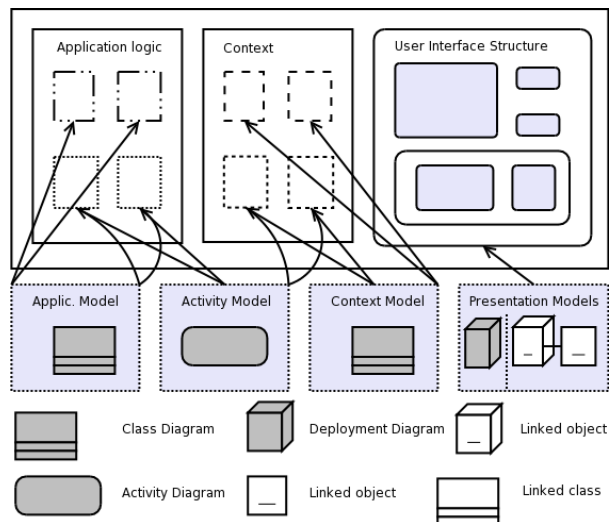 Application logic
Context
User Interface Structure
Applic. Model
Activity Model
Context Model
Presentation Models
Class Diagram
Deployment Diagram
Linked object
Activity Diagram
Linked object
Linked class